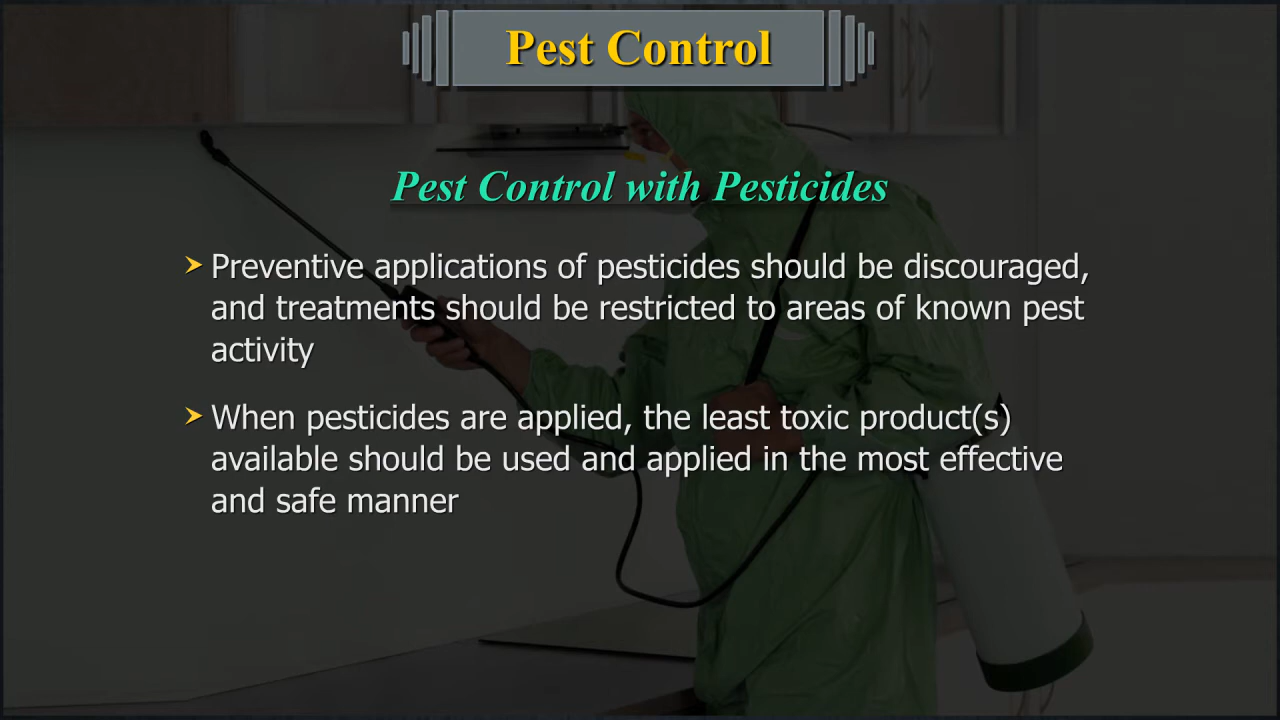 Pest Control
Pest Control with Pesticides
Preventive applications of pesticides should be discouraged,
and treatments should be restricted to areas of known pest
activity
When pesticides are applied, the least toxic product(s)
available should be used and applied in the most effective
and safe manner